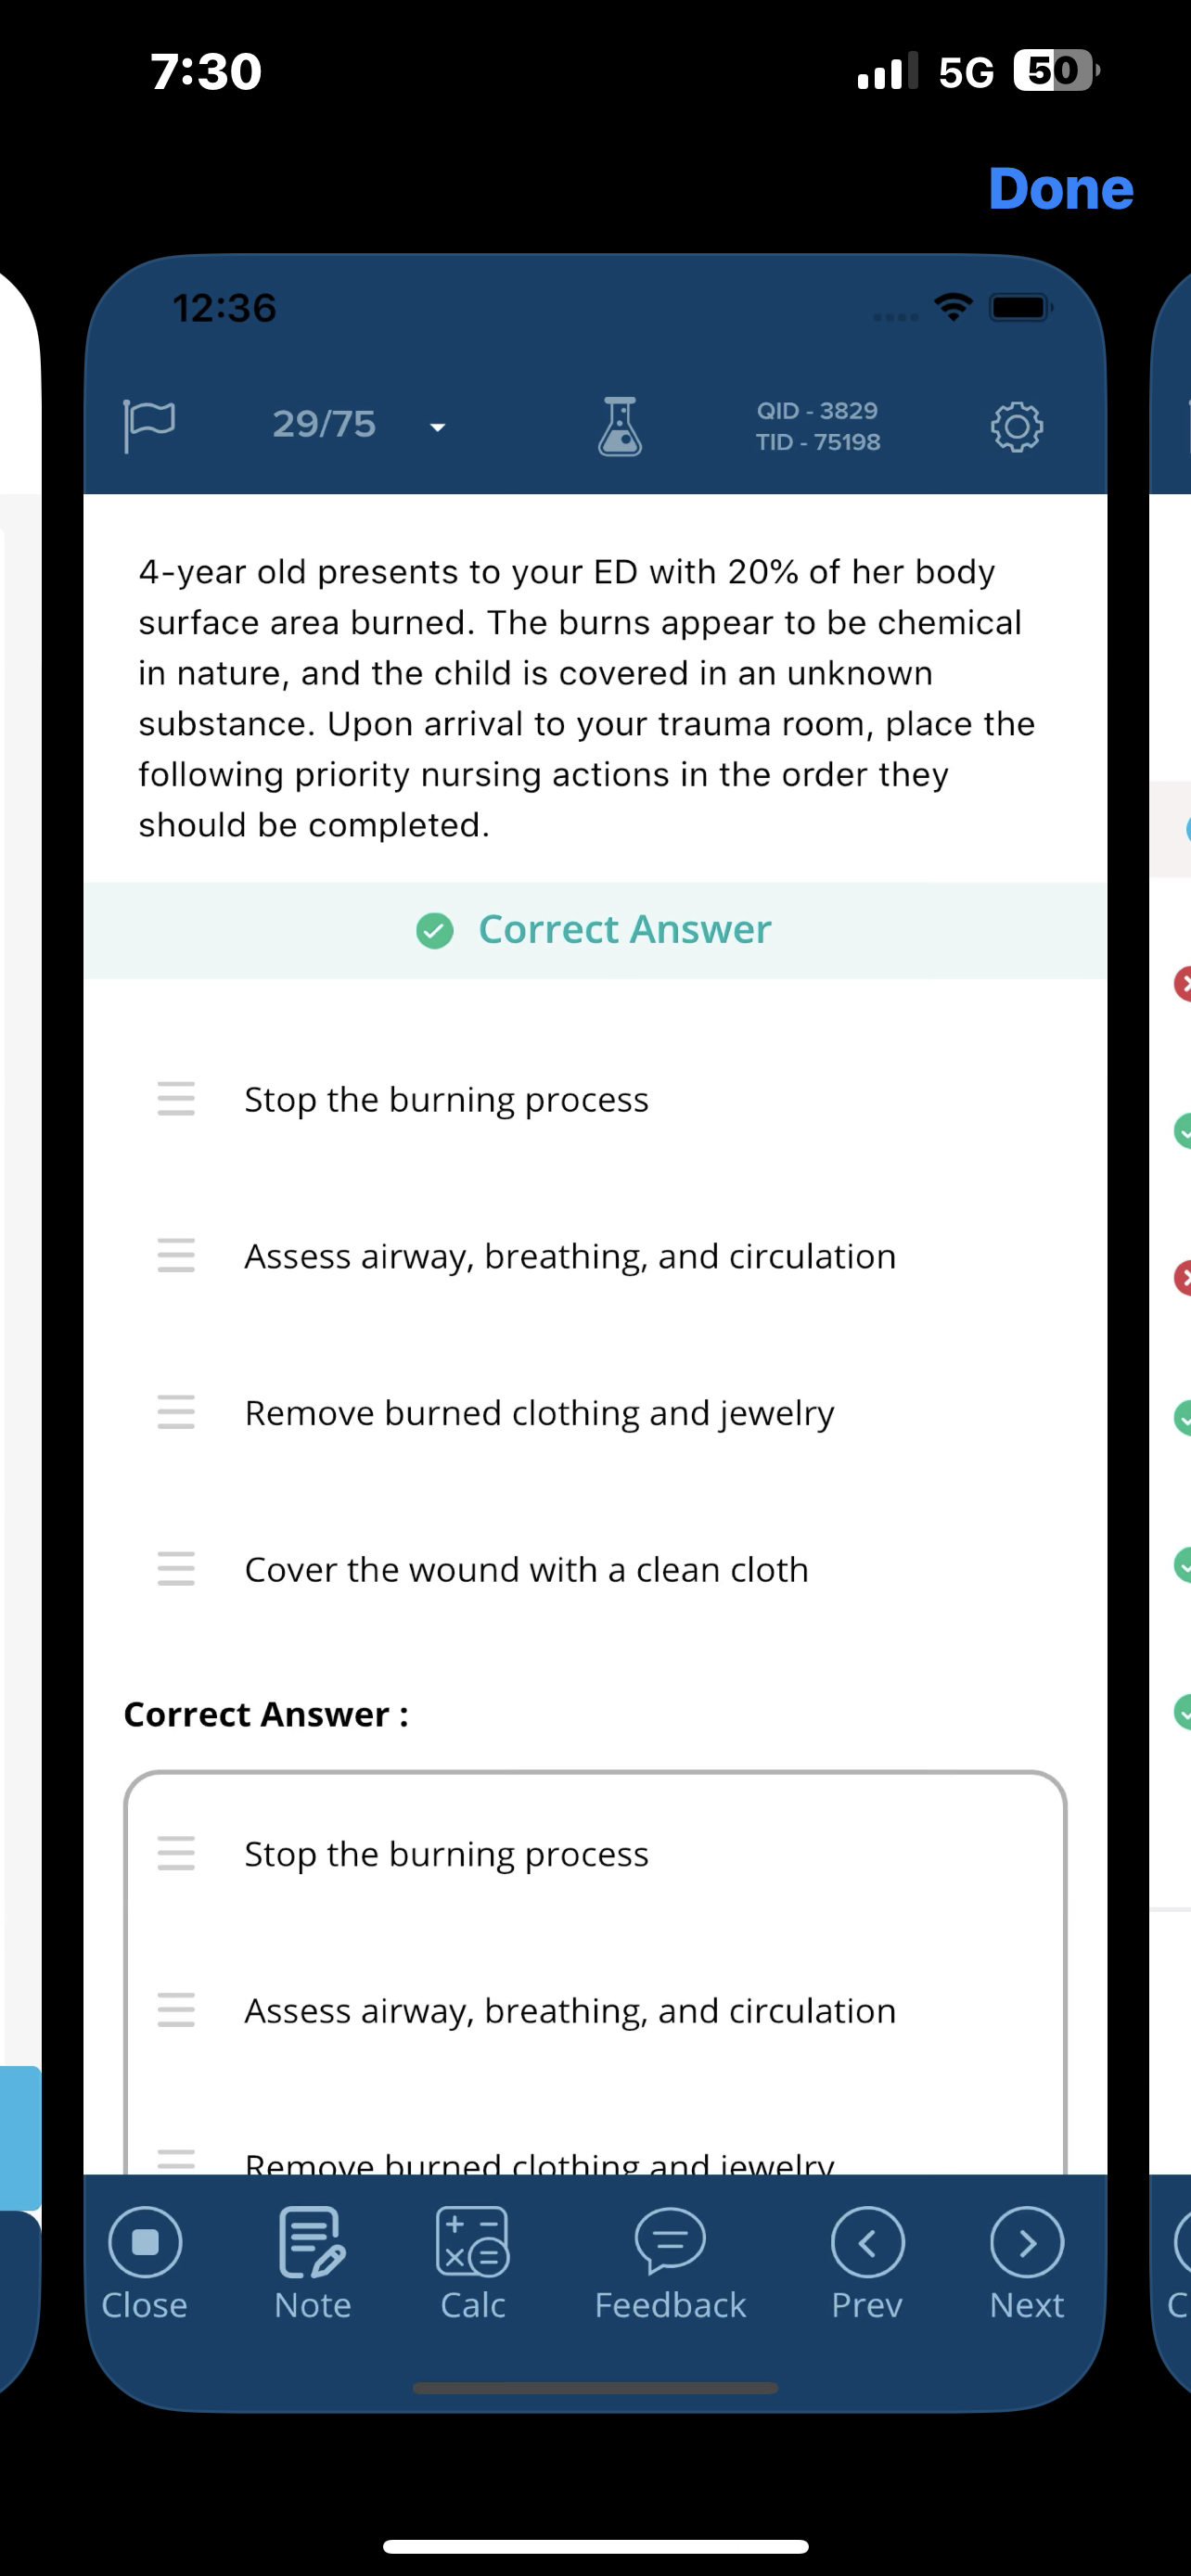 7:30
5G 50
Done
12:36
29/75
QID - 3829
TID - 75198
4-year old presents to your ED with 20% of her body
surface area burned. The burns appear to be chemical
in nature, and the child is covered in an unknown
substance. Upon arrival to your trauma room, place the
following priority nursing actions in the order they
should be completed.
Correct Answer
Stop the burning process
Assess airway, breathing, and circulation
Remove burned clothing and jewelry
Cover the wound with a clean cloth
Correct Answer :
Stop the burning process
Assess airway, breathing, and circulation
Remove burned clothing and jewelry
Close Note Calc Feedback Prev Next
C